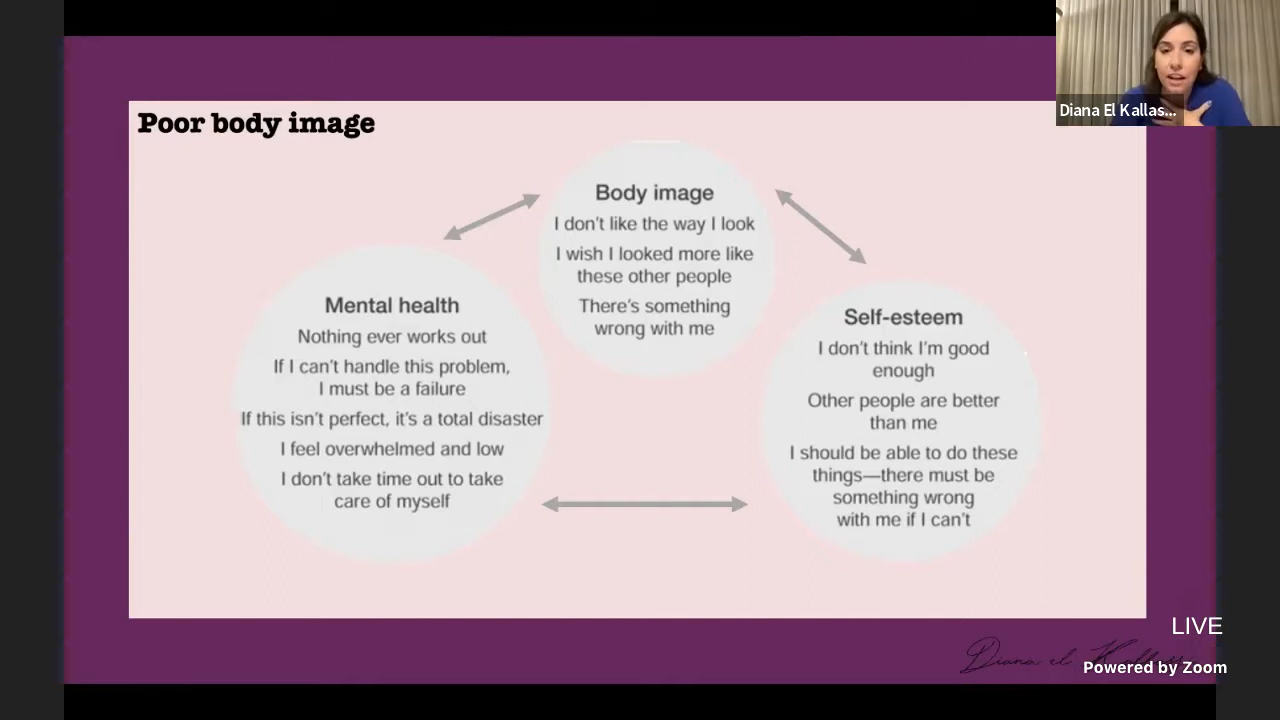 Diana El Kallas...
Poor body image
Body image
I don't like the way I look
I wish I looked more like
these other people
There's something
wrong with me
Mental health
Nothing ever works out
If I can't handle this problem,
I must be a failure
If this isn't perfect, it's a total disaster
I feel overwhelmed and low
I don't take time out to take
care of myself
Self-esteem
I don't think I'm good
enough
Other people are better
than me
I should be able to do these
things—there must be
something wrong
with me if I can't
LIVE
Diana el
Powered by Zoom